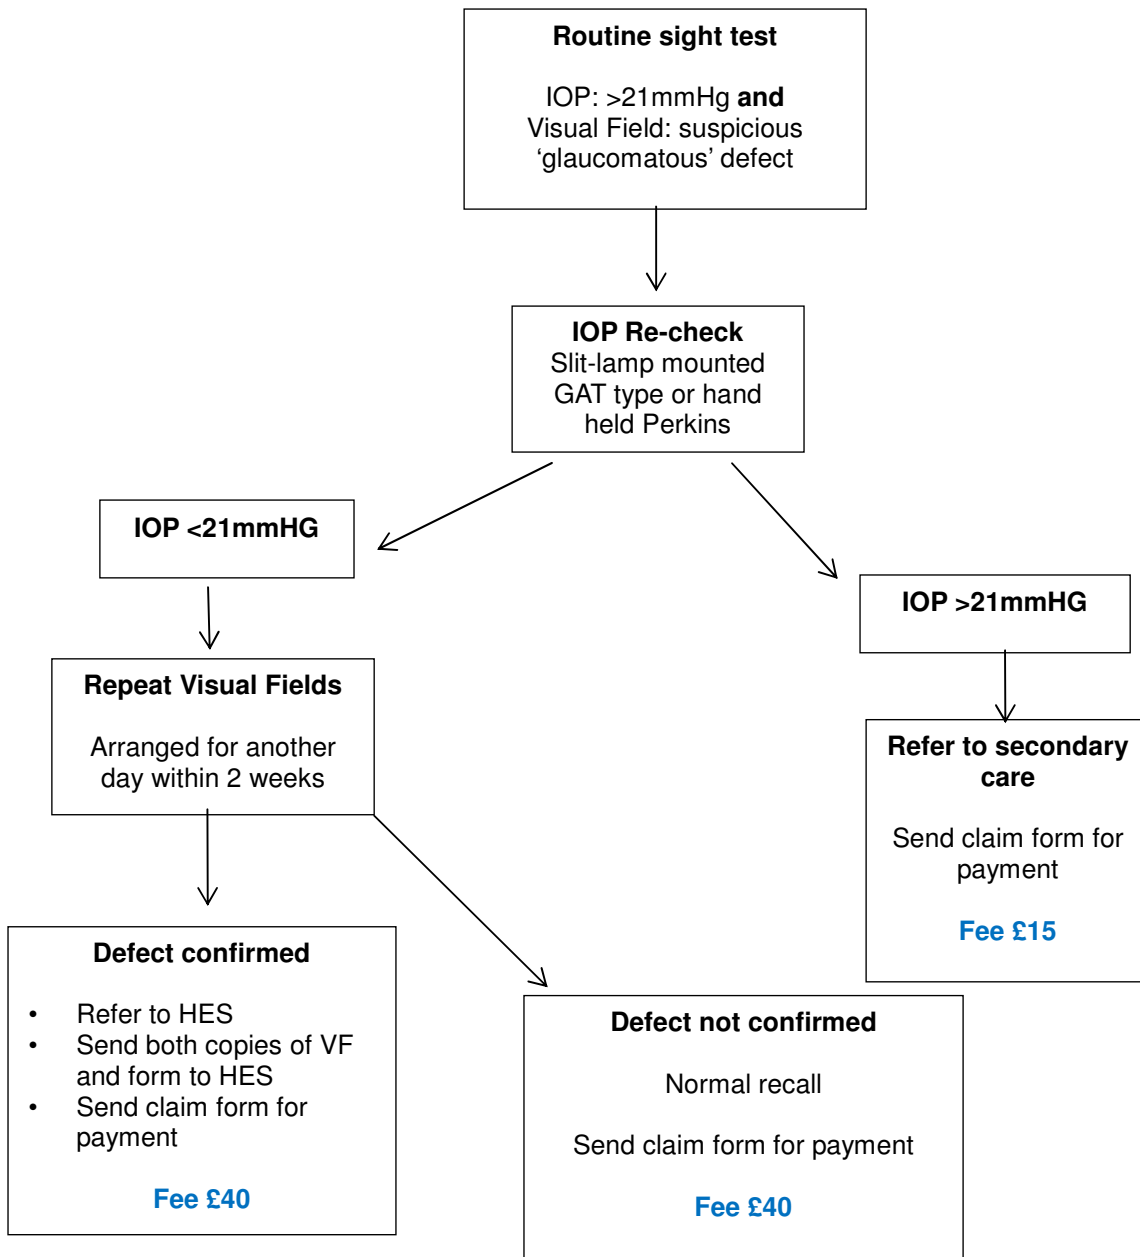 Routine sight test
IOP: >21mmHg and
Visual Field: suspicious
‘glaucomatous’ defect
IOP Re-check
Slit-lamp mounted
GAT type or hand
held Perkins
IOP <21mmHG
IOP >21mmHG
Repeat Visual Fields
Arranged for another
day within 2 weeks
Refer to secondary
care
Send claim form for
payment
Fee £15
Defect confirmed
• Refer to HES
• Send both copies of VF
and form to HES
• Send claim form for
payment
Fee £40
Defect not confirmed
Normal recall
Send claim form for payment
Fee £40